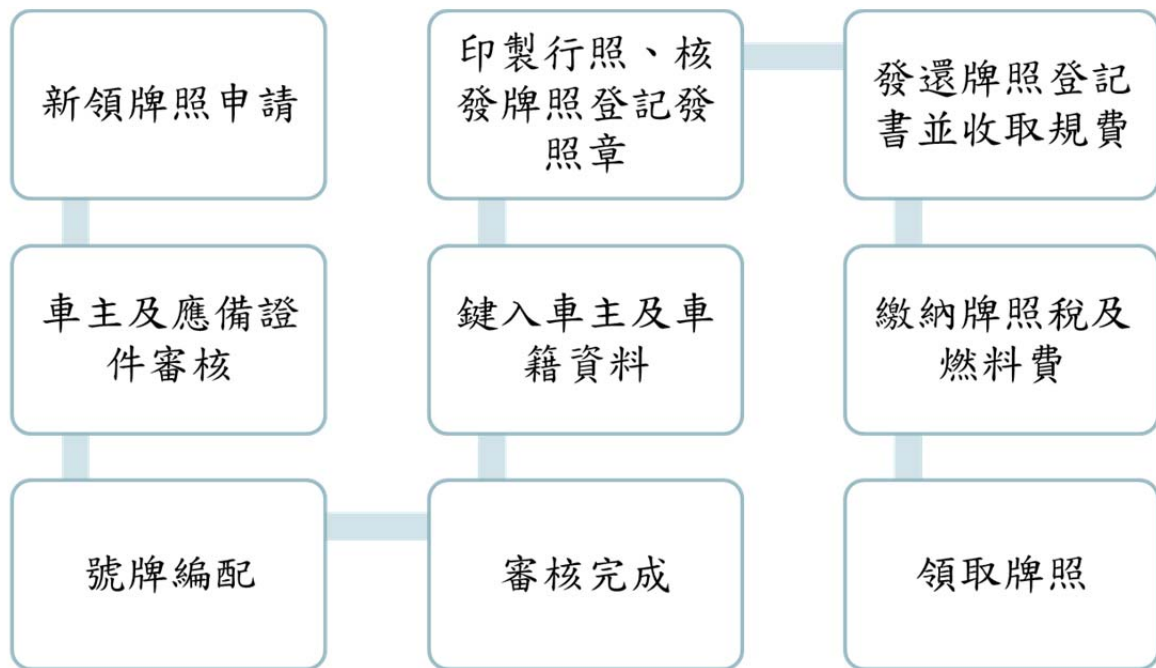 新領牌照申請
車主及應備證
件審核
號牌編配
審核完成
鍵入車主及車
籍資料
印製行照、核
發牌照登記發
照章
發還牌照登記
書並收取規費
繳納牌照稅及
燃料費
領取牌照